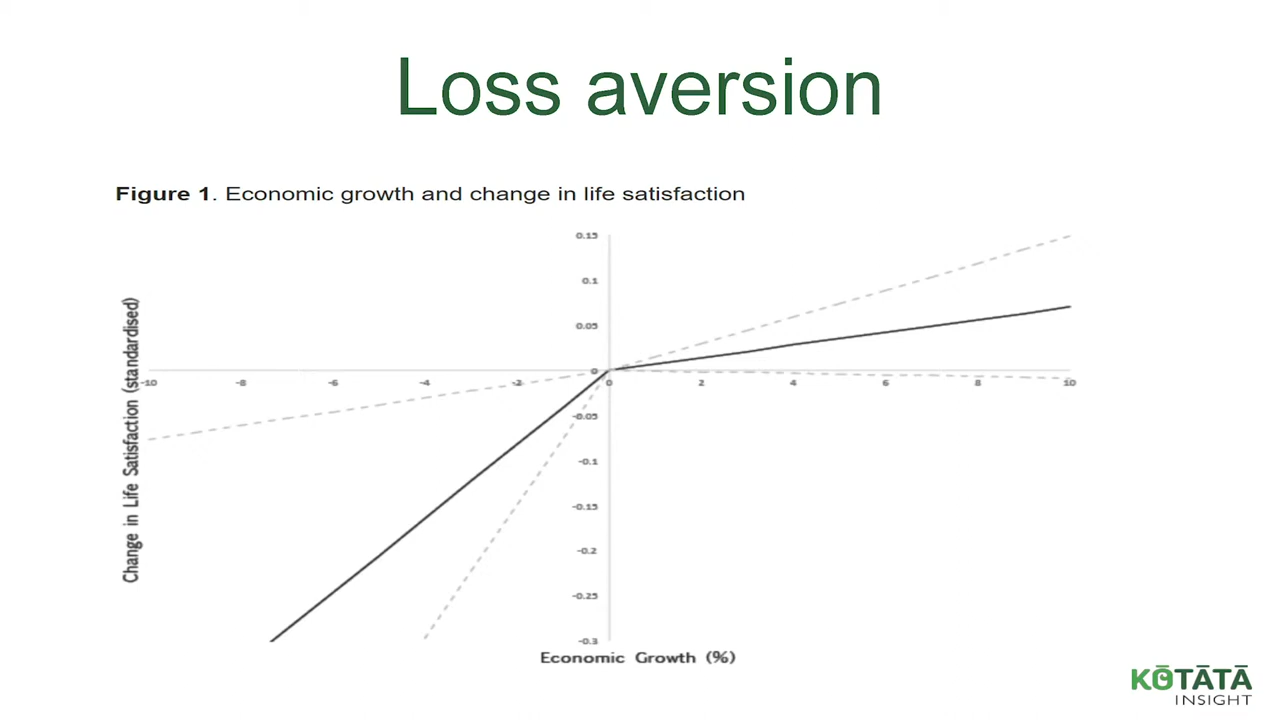 Loss aversion
Figure 1. Economic growth and change in life satisfaction
0.15
0.1
0.05
0
-10 -8 -6 -4 -2 0 2 4 6 8 10
-0.05
-0.1
-0.15
-0.2
-0.25
-0.3
Change in Life Satisfaction (standardised)
Economic Growth (%)
KŌTĀTĀ
INSIGHT